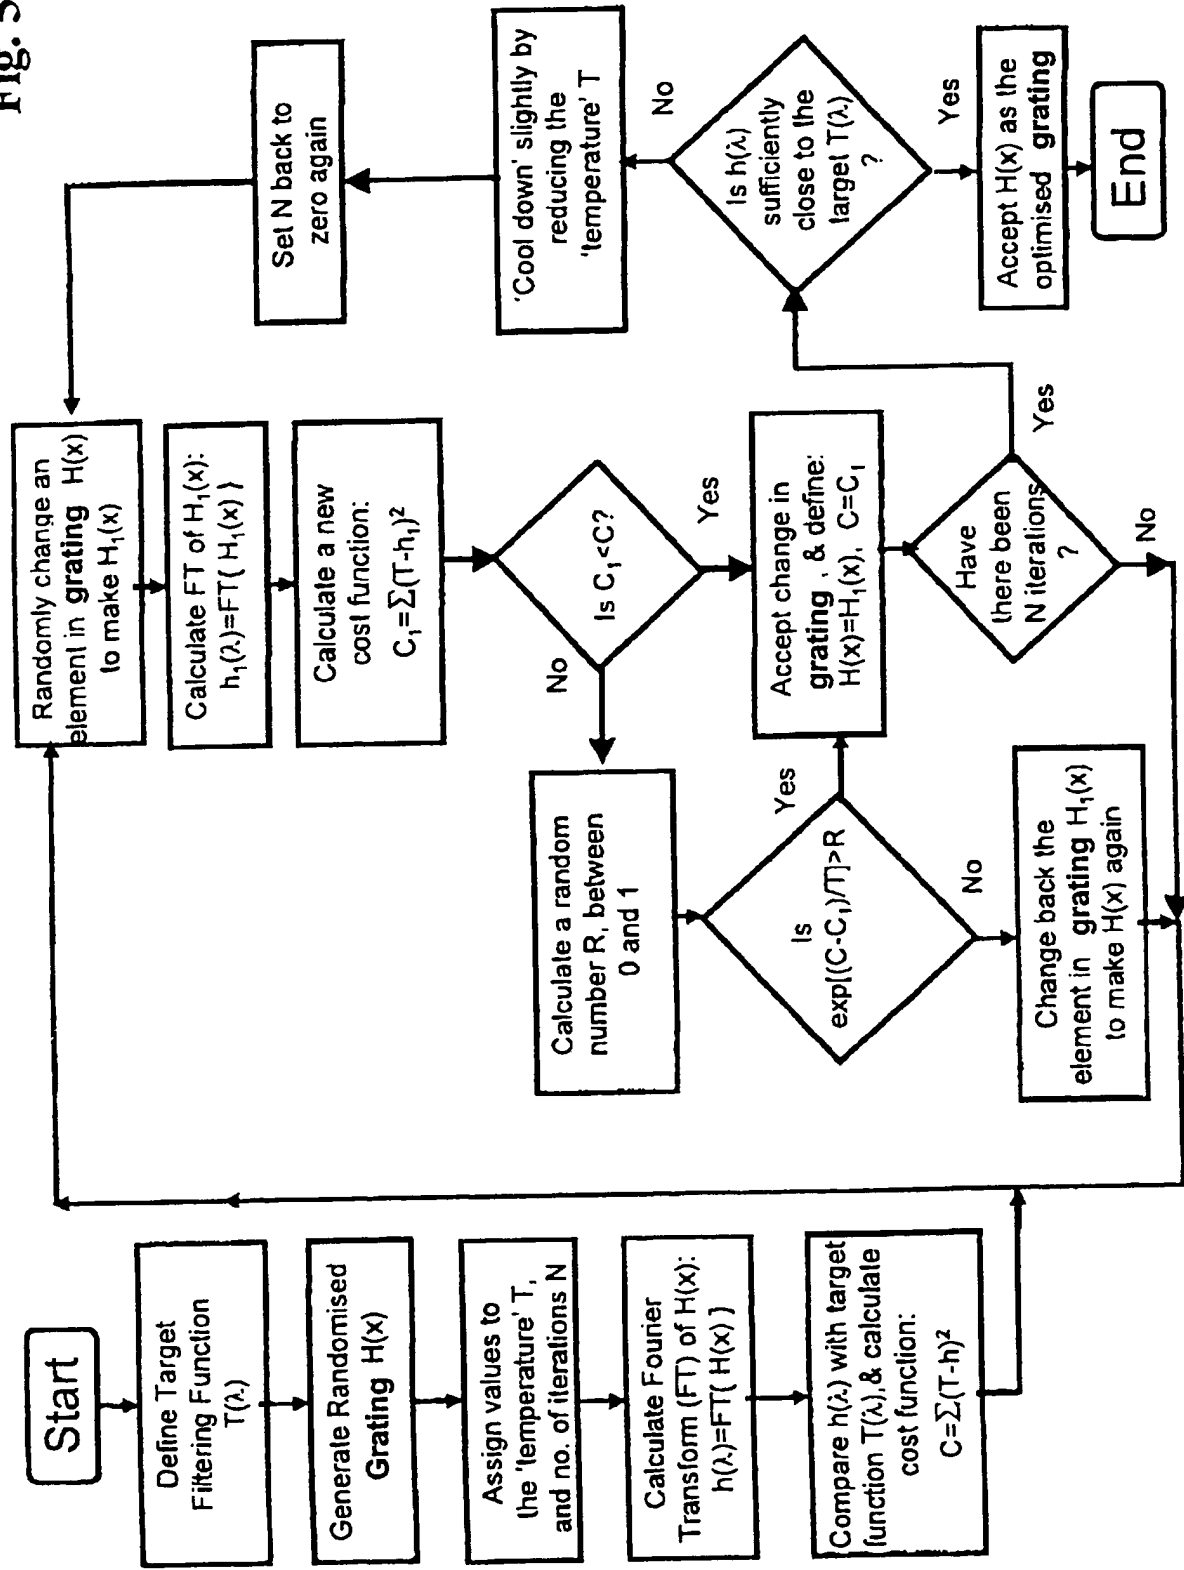 Fig. 5
Start
Define Target
Filtering Function
T(λ)
Generate Randomised
Grating H(x)
Assign values to
the 'temperature' T,
and no. of iterations N
Calculate Fourier
Transform (FT) of H(x):
h(λ)=FT{ H(x) }
Compare h(λ) with target
function T(λ),& calculate
cost function:
C=Σ(T-h)²
Randomly change an
element in grating H(x)
to make H₁(x)
Calculate FT of H₁(x):
h₁(λ)=FT{ H₁(x) }
Calculate a new
cost function:
C₁=Σ(T-h₁)²
Is C₁<C?
No
Yes
Calculate a random
number R, between
0 and 1
Is
exp[(C-C₁)/T]>R
Yes
No
Change back the
element in grating H₁(x)
to make H(x) again
Accept change in
grating , & define:
H(x)=H₁(x), C=C₁
Have
there been
N iterations
?
No
Yes
Is h(λ)
sufficiently
close to the
target T(λ)
?
No
Yes
'Cool down' slightly by
reducing the
'temperature' T
Set N back to
zero again
Accept H(x) as the
optimised grating
End